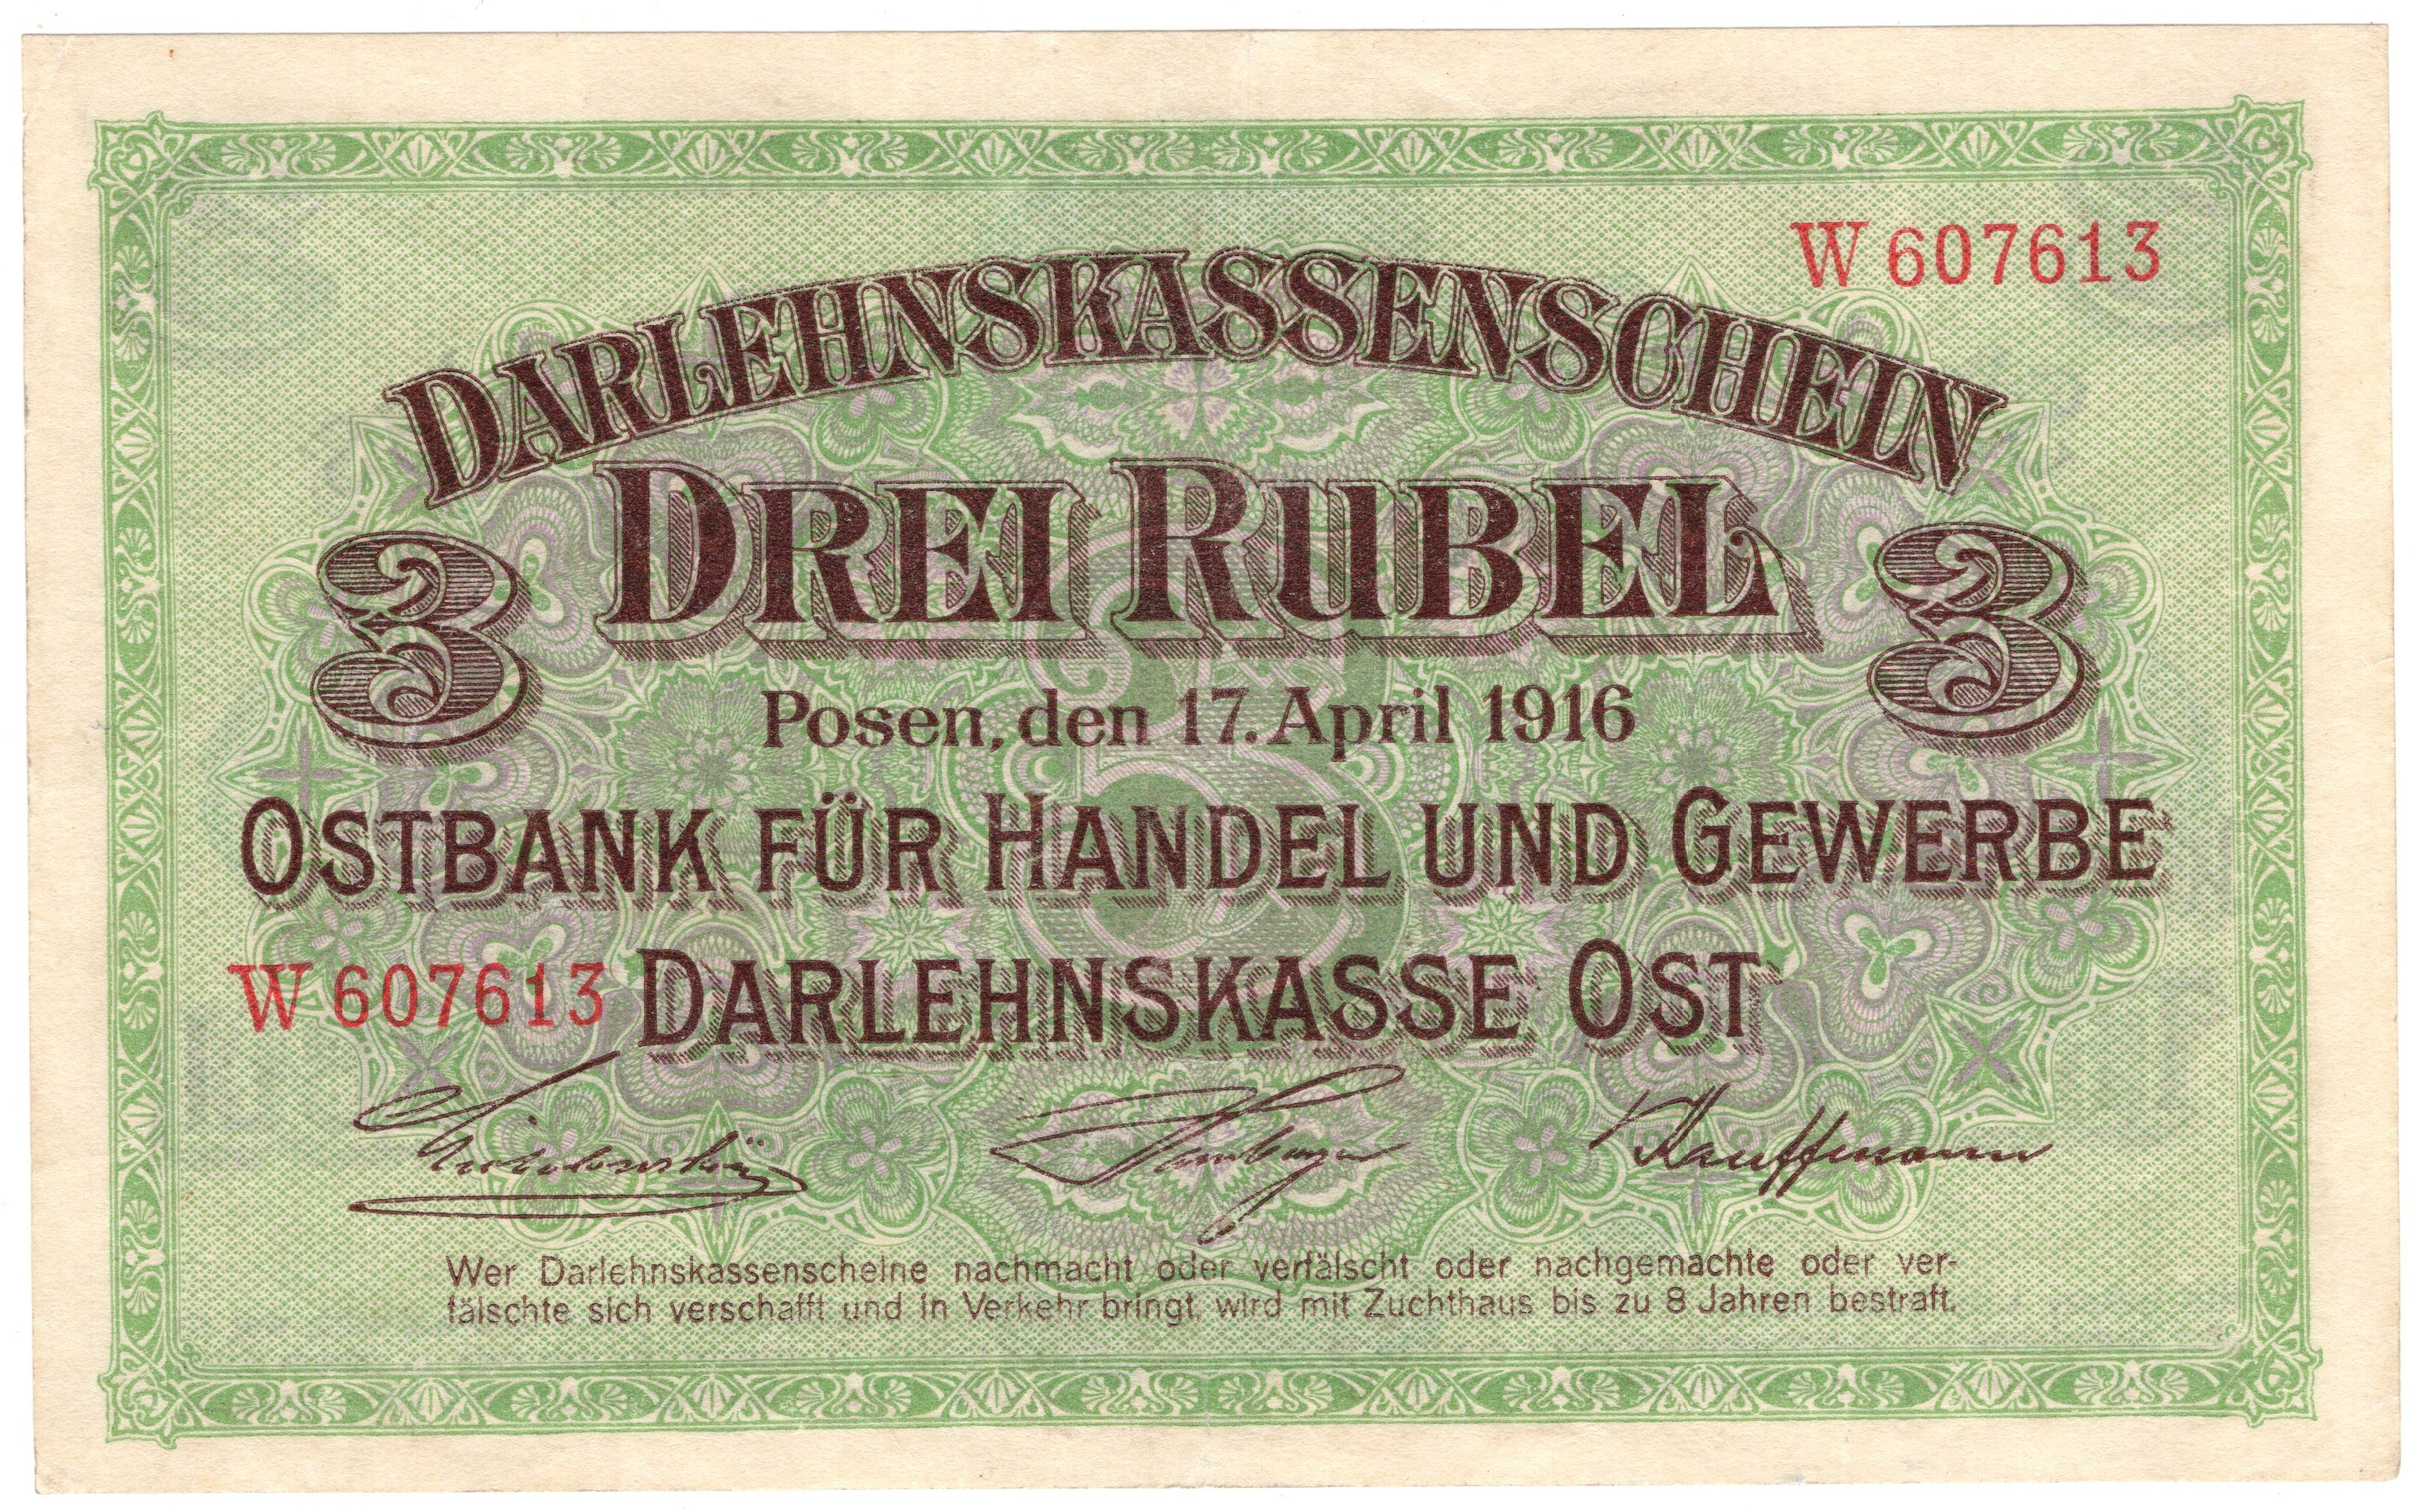 W 607613
DARLEHNSKASSENSCHEIN
3 DREI RUBEL 3
Posen, den 17. April 1916
OSTBANK FÜR HANDEL UND GEWERBE
W 607613 DARLEHNSKASSE OST
Kauffmann
Wer Darlehnskassenscheine nachmacht oder verfälscht oder nachgemachte oder ver-
fälschte sich verschafft und in Verkehr bringt, wird mit Zuchthaus bis zu 8 Jahren bestraft.